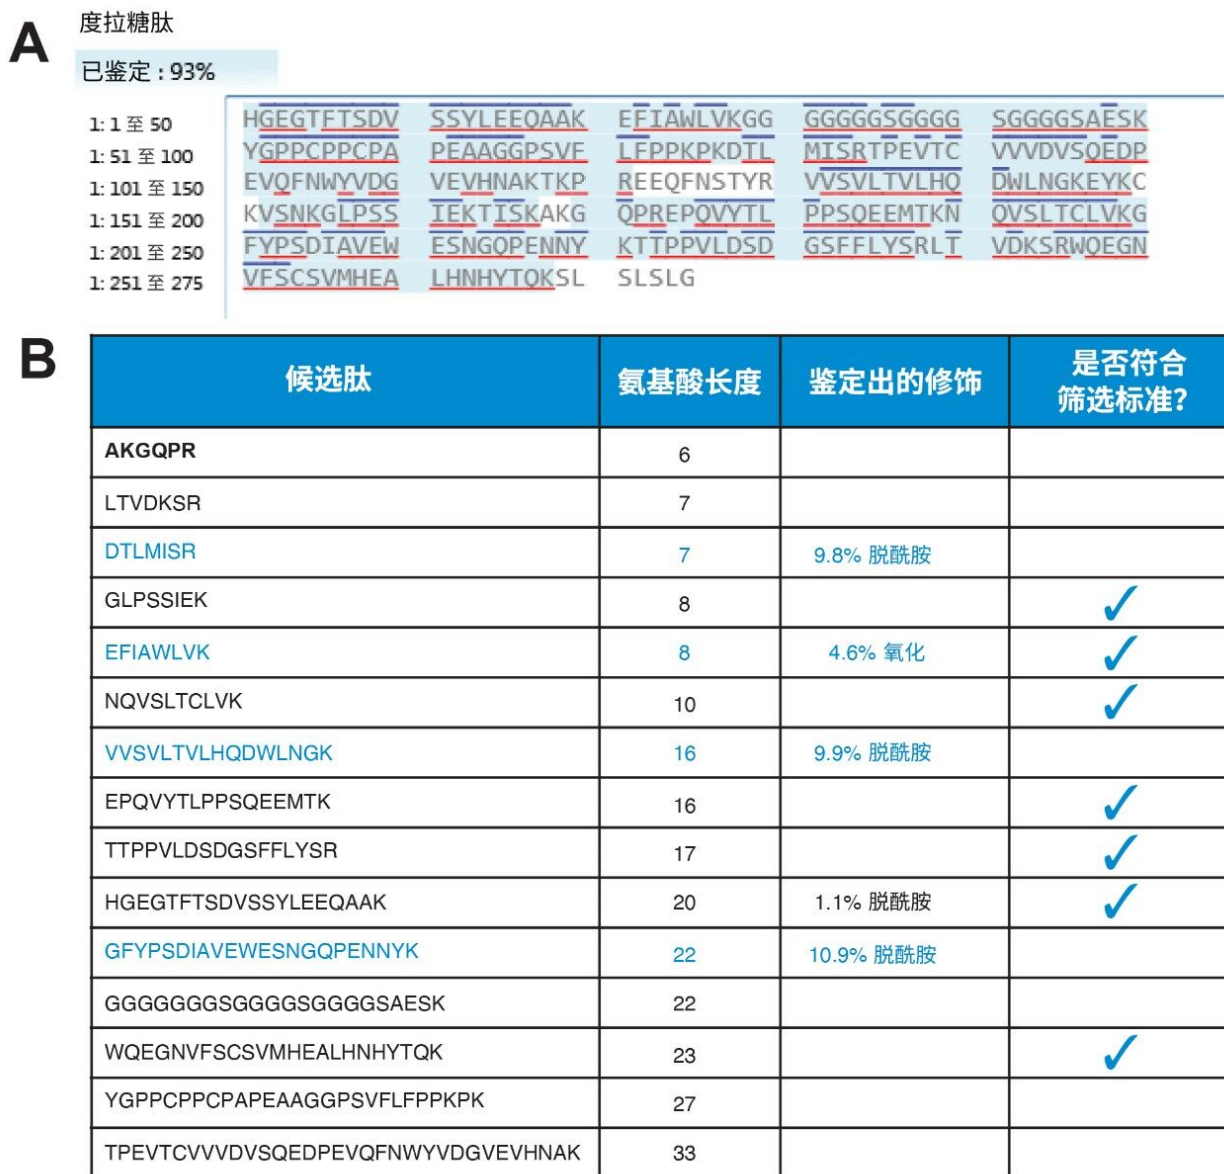 A
度拉糖肽
已鉴定：93%
1: 1 至 50 HGEGTFTSDV SSYLEEQAAK EFIAWLVKGG GGGGGSGGGG SGGGGSAESK
1: 51 至 100 YGPPCPPCPA PEAAGGPSVF LFPPKPKDTL MISRTPEVTC VVVDVSQEDP
1: 101 至 150 EVQFNWYVDG VEVHNAKTKP REEQFNSTYR VVSVLTVLHQ DWLNGKEYKC
1: 151 至 200 KVSNKGLPSS IEKTISKAKG QPREPQVYTL PPSQEEMTKN QVSLTCLVKG
1: 201 至 250 FYPSDIAVEW ESNGQPENNY KTTPPVLDSD GSFFLYSRLT VDKSRWQEGN
1: 251 至 275 VFSCSVMHEA LHNHYTQKSL SLSLG
B
候选肽 氨基酸长度 鉴定出的修饰 是否符合
筛选标准？
AKGQPR 6
LTVDKSR 7
DTLMISR 7 9.8% 脱酰胺
GLPSSIEK 8 ✓
EFIAWLVK 8 4.6% 氧化 ✓
NQVSLTCLVK 10 ✓
VVSVLTVLHQDWLNGK 16 9.9% 脱酰胺
EPQVYTLPPSQEEMTK 16 ✓
TTPPVLDSDGSFFLYSR 17 ✓
HGEGTFTSDVSSYLEEQAAK 20 1.1% 脱酰胺 ✓
GFYPSDIAVEWESNGQPENNYK 22 10.9% 脱酰胺
GGGGGGGSGGGGSGGGGSAESK 22
WQEGNVFSCSVMHEALHNHYTQK 23 ✓
YGPPCPPCPAPEAAGGPSVFLFPPKPK 27
TPEVTCVVVDVSQEDPEVQFNWYVDGVEVHNAK 33